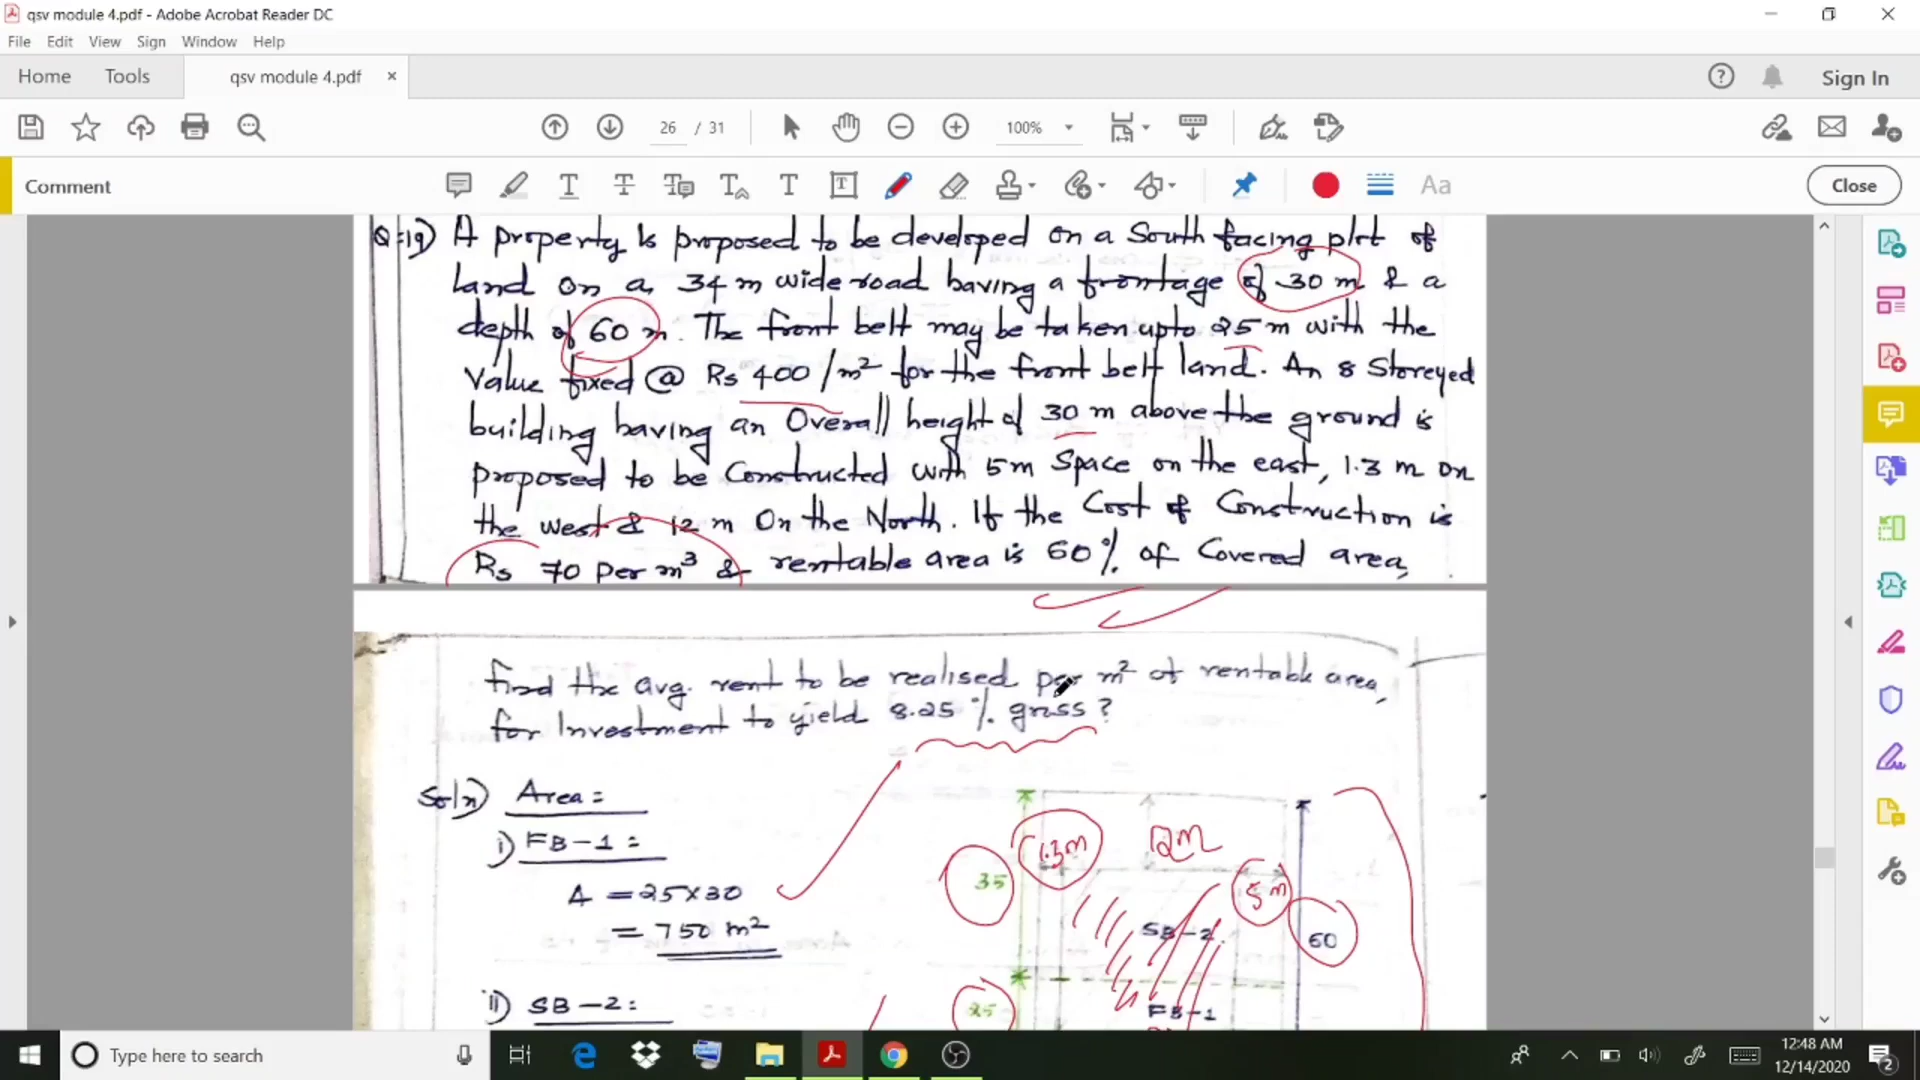 qsv module 4.pdf - Adobe Acrobat Reader DC
File Edit View Sign Window Help
Home Tools qsv module 4.pdf × Sign In
26 / 31 100%
Comment Close
Q:19) A property is proposed to be developed on a South facing plot of
land on a 34 m wide road having a frontage of 30 m & a
depth of 60 m. The front belt may be taken upto 25 m with the
Value fixed @ Rs 400/m² for the front belt land. An 8 Storeyed
building having an Overall height of 30 m above the ground is
proposed to be Constructed with 5m Space on the east, 1.3 m on
the west & 12 m On the North. If the Cost of Construction is
Rs 70 per m³ & rentable area is 60% of Covered area,
find the avg. rent to be realised per m² of rentable area,
for Investment to yield 8.25 % gross?
Soln) Area:
i) FB-1:
A = 25×30
= 750 m²
ii) SB-2:
1.3m 12m
35 5m
SB-2 60
25 FB-1
Type here to search
12:48 AM
12/14/2020
2